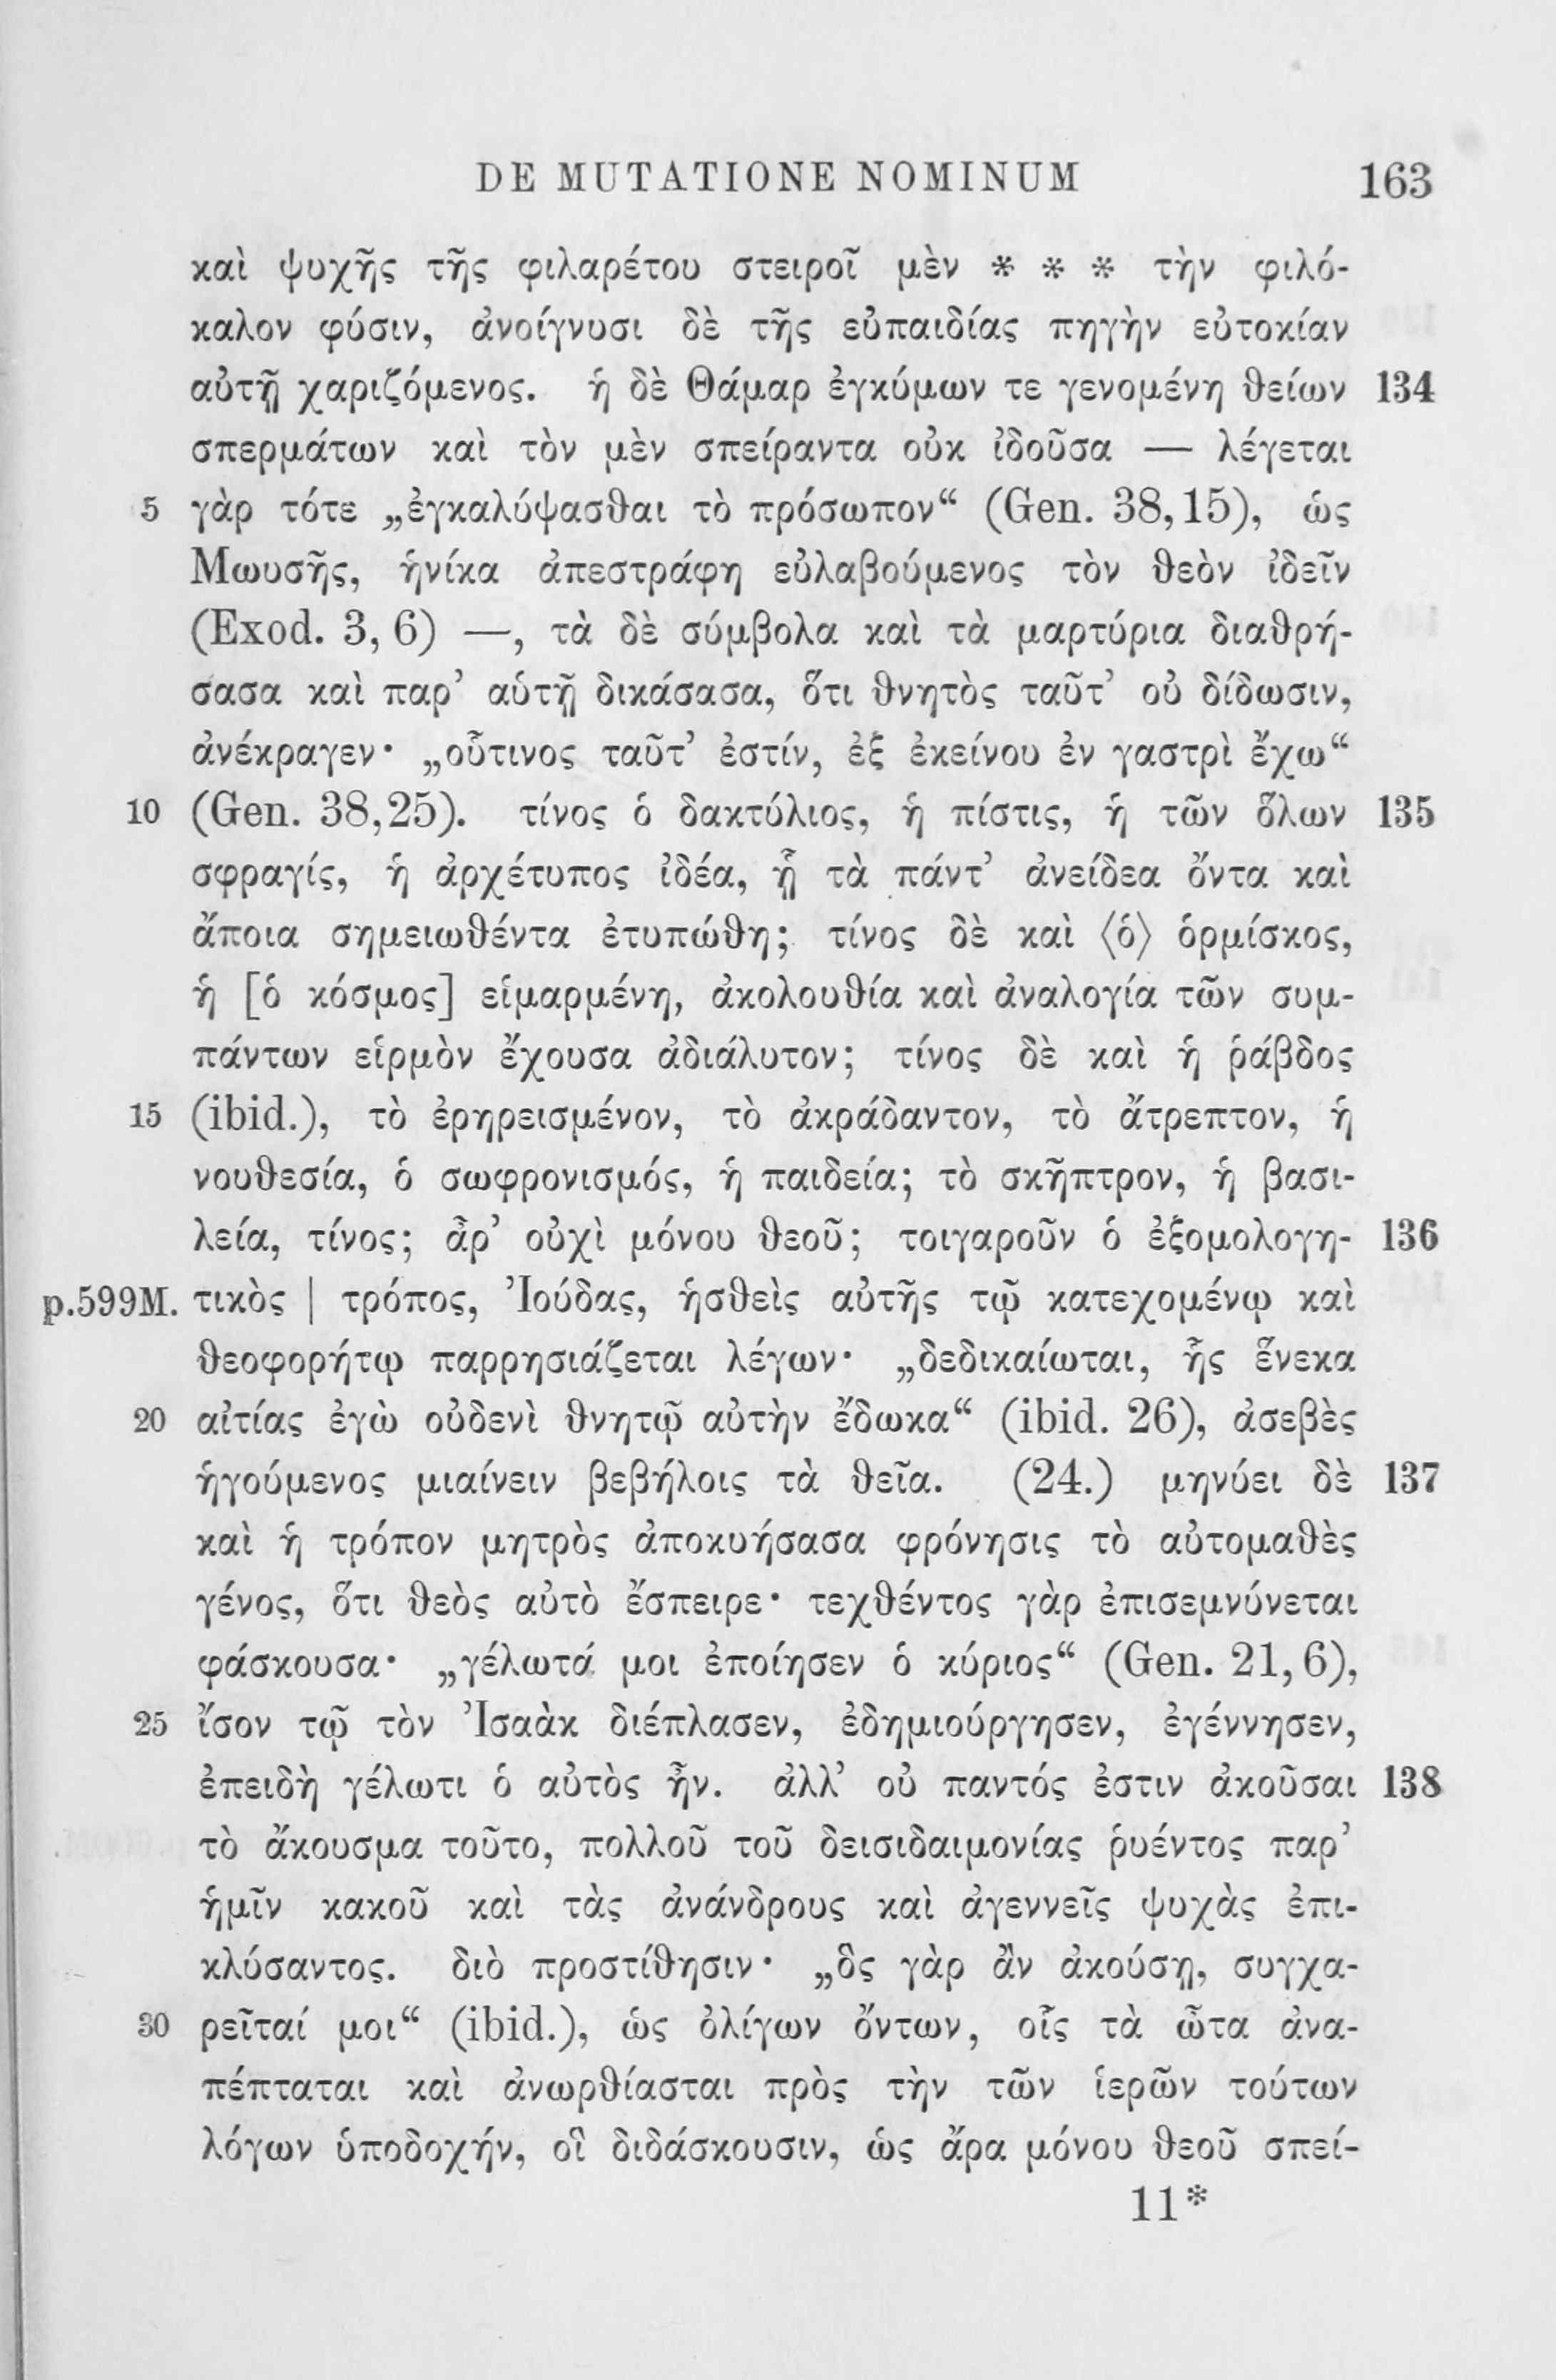 DE MUTATIONE NOMINUM 163
καὶ ψυχῆς τῆς φιλαρέτου στειροῖ μὲν * * * τὴν φιλό-
καλον φύσιν, ἀνοίγνυσι δὲ τῆς εὐπαιδίας πηγὴν εὐτοκίαν
αὐτῇ χαριζόμενος. ἡ δὲ Θάμαρ ἐγκύμων τε γενομένη θείων 134
σπερμάτων καὶ τὸν μὲν σπείραντα οὐκ ἰδοῦσα — λέγεται
5 γὰρ τότε „ἐγκαλύψασθαι τὸ πρόσωπον“ (Gen. 38,15), ὡς
Μωυσῆς, ἡνίκα ἀπεστράφη εὐλαβούμενος τὸν θεὸν ἰδεῖν
(Exod. 3, 6) —, τὰ δὲ σύμβολα καὶ τὰ μαρτύρια διαθρή-
σασα καὶ παρ’ αὑτῇ δικάσασα, ὅτι θνητὸς ταῦτ’ οὐ δίδωσιν,
ἀνέκραγεν· „οὗτινος ταῦτ’ ἐστίν, ἐξ ἐκείνου ἐν γαστρὶ ἔχω“
10 (Gen. 38,25). τίνος ὁ δακτύλιος, ἡ πίστις, ἡ τῶν ὅλων 135
σφραγίς, ἡ ἀρχέτυπος ἰδέα, ᾗ τὰ πάντ’ ἀνείδεα ὄντα καὶ
ἄποια σημειωθέντα ἐτυπώθη; τίνος δὲ καὶ ⟨ὁ⟩ ὁρμίσκος,
ἡ [ὁ κόσμος] εἱμαρμένη, ἀκολουθία καὶ ἀναλογία τῶν συμ-
πάντων εἱρμὸν ἔχουσα ἀδιάλυτον; τίνος δὲ καὶ ἡ ῥάβδος
15 (ibid.), τὸ ἐρηρεισμένον, τὸ ἀκράδαντον, τὸ ἄτρεπτον, ἡ
νουθεσία, ὁ σωφρονισμός, ἡ παιδεία; τὸ σκῆπτρον, ἡ βασι-
λεία, τίνος; ἆρ’ οὐχὶ μόνου θεοῦ; τοιγαροῦν ὁ ἐξομολογη- 136
p.599M. τικὸς | τρόπος, Ἰούδας, ἡσθεὶς αὐτῆς τῷ κατεχομένῳ καὶ
θεοφορήτῳ παρρησιάζεται λέγων· „δεδικαίωται, ἧς ἕνεκα
20 αἰτίας ἐγὼ οὐδενὶ θνητῷ αὐτὴν ἔδωκα“ (ibid. 26), ἀσεβὲς
ἡγούμενος μιαίνειν βεβήλοις τὰ θεῖα. (24.) μηνύει δὲ 137
καὶ ἡ τρόπον μητρὸς ἀποκυήσασα φρόνησις τὸ αὐτομαθὲς
γένος, ὅτι θεὸς αὐτὸ ἔσπειρε· τεχθέντος γὰρ ἐπισεμνύνεται
φάσκουσα· „γέλωτά μοι ἐποίησεν ὁ κύριος“ (Gen. 21, 6),
25 ἴσον τῷ τὸν Ἰσαὰκ διέπλασεν, ἐδημιούργησεν, ἐγέννησεν,
ἐπειδὴ γέλωτι ὁ αὐτὸς ἦν. ἀλλ’ οὐ παντός ἐστιν ἀκοῦσαι 138
τὸ ἄκουσμα τοῦτο, πολλοῦ τοῦ δεισιδαιμονίας ῥυέντος παρ’
ἡμῖν κακοῦ καὶ τὰς ἀνάνδρους καὶ ἀγεννεῖς ψυχὰς ἐπι-
κλύσαντος. διὸ προστίθησιν· „ὃς γὰρ ἂν ἀκούσῃ, συγχα-
30 ρεῖταί μοι“ (ibid.), ὡς ὀλίγων ὄντων, οἷς τὰ ὦτα ἀνα-
πέπταται καὶ ἀνωρθίασται πρὸς τὴν τῶν ἱερῶν τούτων
λόγων ὑποδοχήν, οἳ διδάσκουσιν, ὡς ἄρα μόνου θεοῦ σπεί-
11*